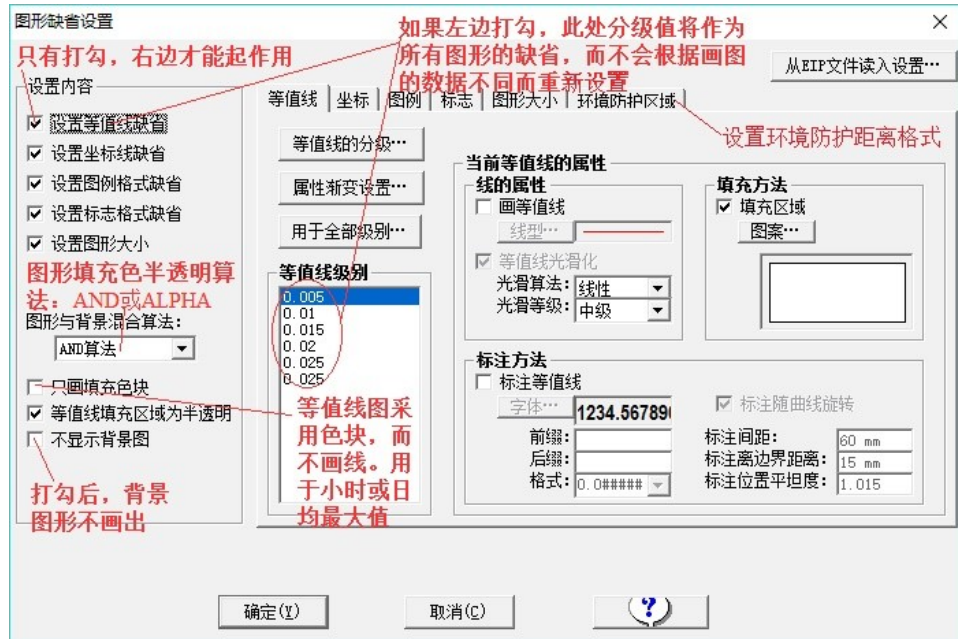 图形缺省设置
如果左边打勾，此处分级值将作为
所有图形的缺省，而不会根据画图
的数据不同而重新设置
只有打勾，右边才能起作用
从EIP文件读入设置…
设置内容
等值线 坐标 图例 标志 图形大小 环境防护区域
设置环境防护距离格式
设置等值线缺省
设置坐标线缺省
设置图例格式缺省
设置标志格式缺省
设置图形大小
图形填充色半透明算
法：AND或ALPHA
图形与背景混合算法：
AND算法
只画填充色块
等值线填充区域为半透明
不显示背景图
打勾后，背景
图形不画出
等值线的分级…
属性渐变设置…
用于全部级别…
等值线级别
0.005
0.01
0.015
0.02
0.025
0.025
等值线图采
用色块，而
不画线。用
于小时或日
均最大值
当前等值线的属性
线的属性
画等值线
线型…
等值线光滑化
光滑算法：线性
光滑等级：中级
填充方法
填充区域
图案…
标注方法
标注等值线
字体… 1234.56789
标注随曲线旋转
前缀：
后缀：
格式：0.0#####
标注间距：60 mm
标注离边界距离：15 mm
标注位置平坦度：1.015
确定(Y) 取消(C) ?